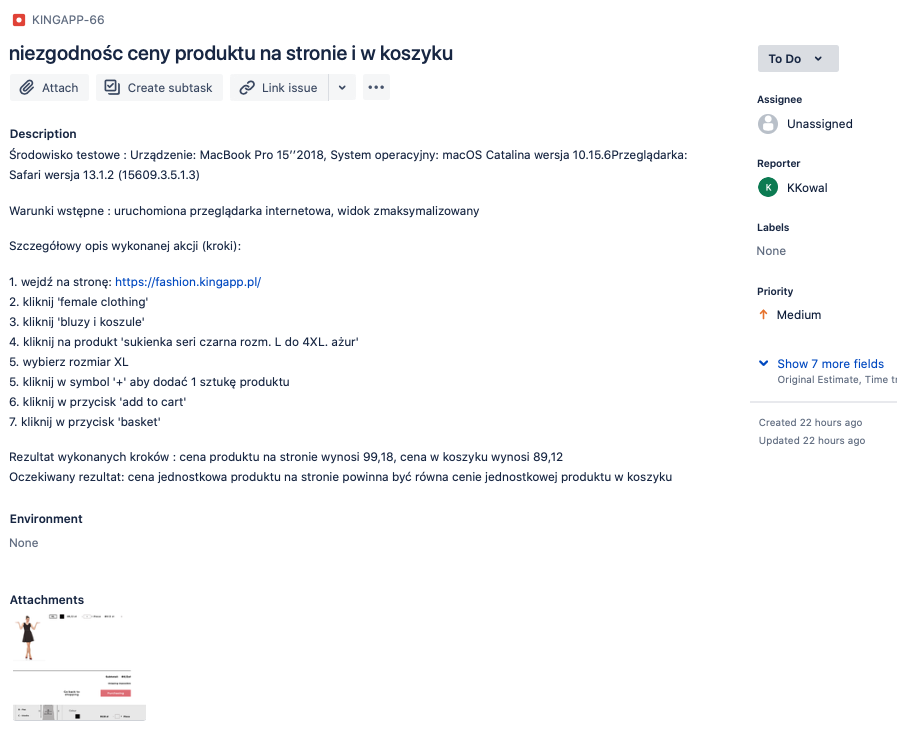 KINGAPP-66
niezgodnośc ceny produktu na stronie i w koszyku
Attach
Create subtask
Link issue
Description
Środowisko testowe : Urządzenie: MacBook Pro 15’’2018, System operacyjny: macOS Catalina wersja 10.15.6Przeglądarka:
Safari wersja 13.1.2 (15609.3.5.1.3)
Warunki wstępne : uruchomiona przeglądarka internetowa, widok zmaksymalizowany
Szczegółowy opis wykonanej akcji (kroki):
1. wejdź na stronę: https://fashion.kingapp.pl/
2. kliknij 'female clothing'
3. kliknij 'bluzy i koszule'
4. kliknij na produkt 'sukienka seri czarna rozm. L do 4XL. ażur'
5. wybierz rozmiar XL
5. kliknij w symbol '+' aby dodać 1 sztukę produktu
6. kliknij w przycisk 'add to cart'
7. kliknij w przycisk 'basket'
Rezultat wykonanych kroków : cena produktu na stronie wynosi 99,18, cena w koszyku wynosi 89,12
Oczekiwany rezultat: cena jednostkowa produktu na stronie powinna być równa cenie jednostkowej produktu w koszyku
Environment
None
Attachments
To Do
Assignee
Unassigned
Reporter
K KKowal
Labels
None
Priority
Medium
Show 7 more fields
Original Estimate, Time tr
Created 22 hours ago
Updated 22 hours ago